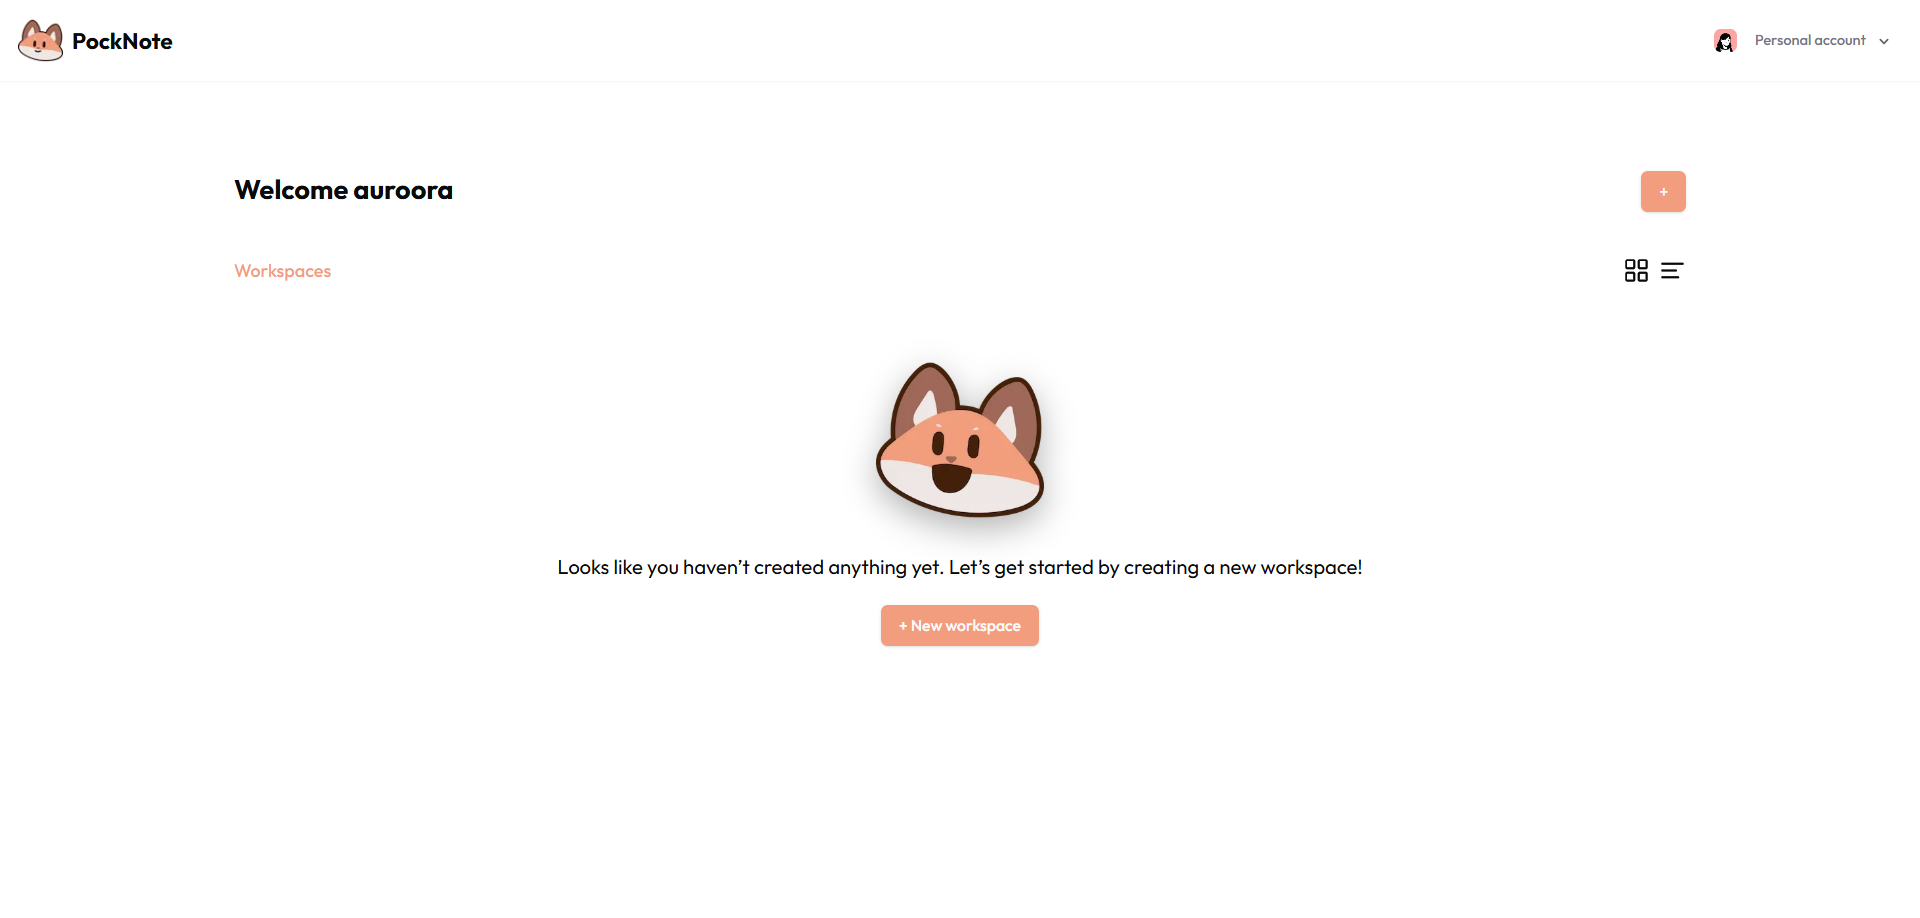 PockNote
Personal account
Welcome auroora
+
Workspaces
Looks like you haven’t created anything yet. Let’s get started by creating a new workspace!
+ New workspace